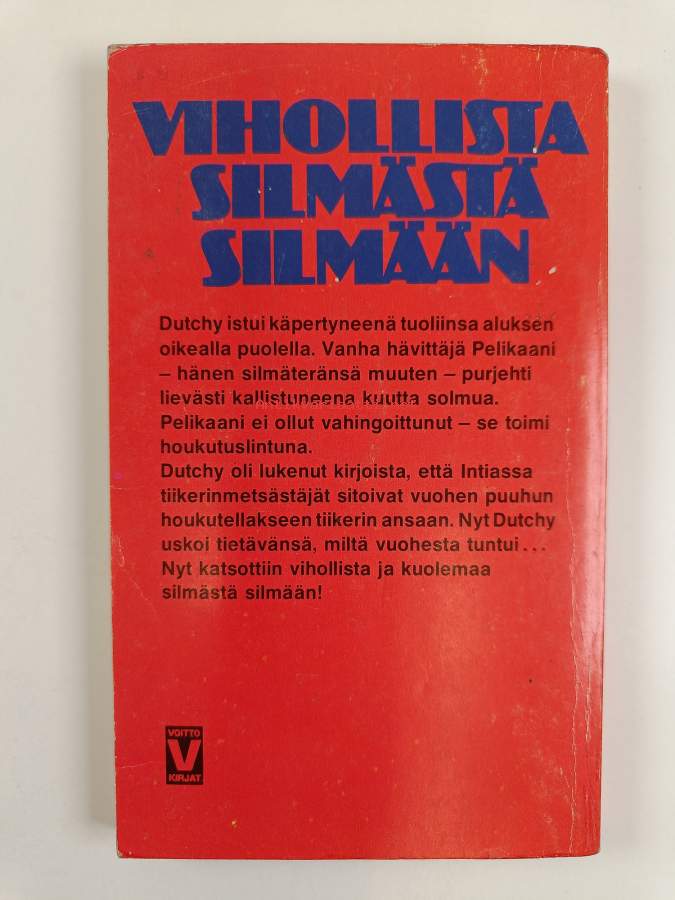 VIHOLLISTA
SILMÄSTÄ
SILMÄÄN
Dutchy istui käpertyneenä tuoliinsa aluksen
oikealla puolella. Vanha hävittäjä Pelikaani
– hänen silmäteränsä muuten – purjehti
lievästi kallistuneena kuutta solmua.
Pelikaani ei ollut vahingoittunut – se toimi
houkutuslintuna.
Dutchy oli lukenut kirjoista, että Intiassa
tiikerinmetsästäjät sitoivat vuohen puuhun
houkutellakseen tiikerin ansaan. Nyt Dutchy
uskoi tietävänsä, miltä vuohesta tuntui...
Nyt katsottiin vihollista ja kuolemaa
silmästä silmään!
VOITTO
V
KIRJAT